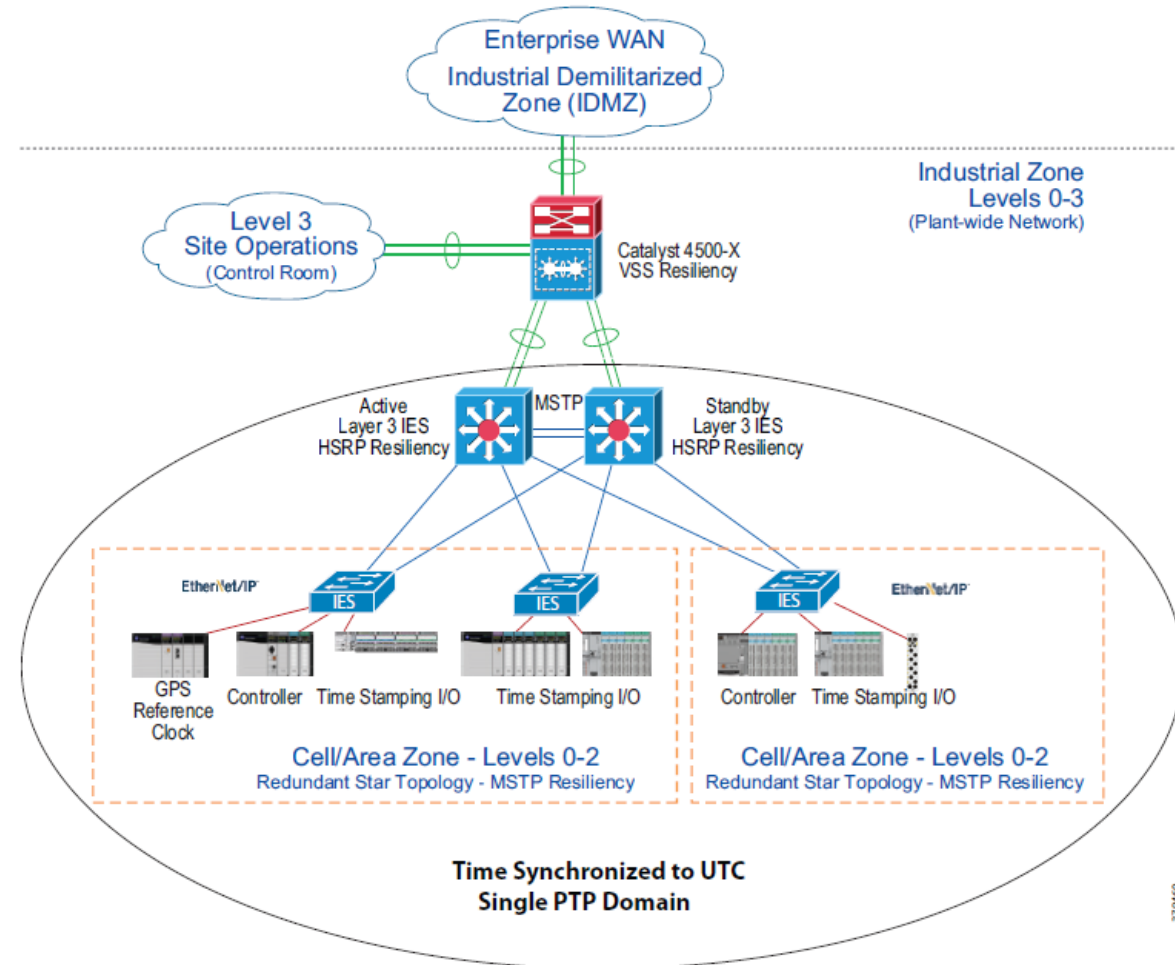 Enterprise WAN
Industrial Demilitarized
Zone (IDMZ)
Industrial Zone
Levels 0-3
(Plant-wide Network)
Level 3
Site Operations
(Control Room)
Catalyst 4500-X
VSS Resiliency
Active
Layer 3 IES
HSRP Resiliency
MSTP
Standby
Layer 3 IES
HSRP Resiliency
EtherNet/IP
IES
IES
IES
EtherNet/IP
GPS
Reference
Clock
Controller
Time Stamping I/O
Time Stamping I/O
Controller
Time Stamping I/O
Cell/Area Zone - Levels 0-2
Redundant Star Topology - MSTP Resiliency
Cell/Area Zone - Levels 0-2
Redundant Star Topology - MSTP Resiliency
Time Synchronized to UTC
Single PTP Domain